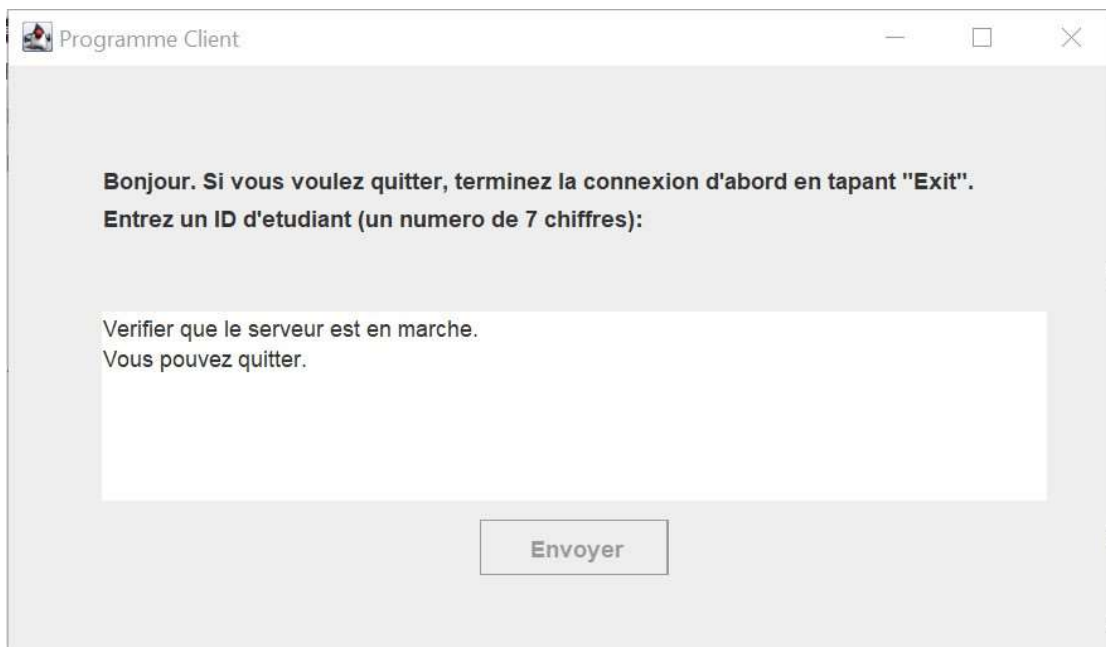 Programme Client
Bonjour. Si vous voulez quitter, terminez la connexion d'abord en tapant "Exit".
Entrez un ID d'etudiant (un numero de 7 chiffres):
Verifier que le serveur est en marche.
Vous pouvez quitter.
Envoyer